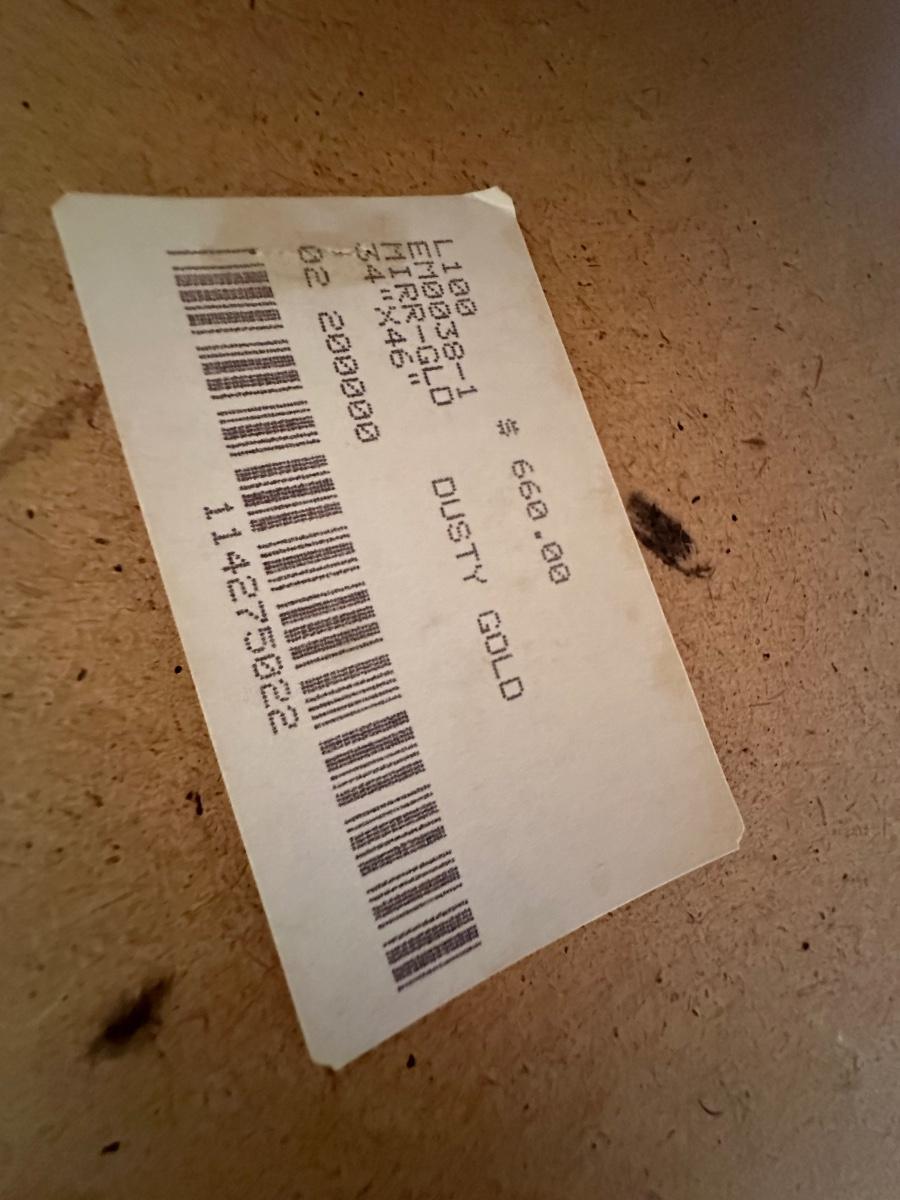 L100
EM0038-1 # 660.00
MIRR-GLD DUSTY GOLD
34"X46"
02 200000
114275022